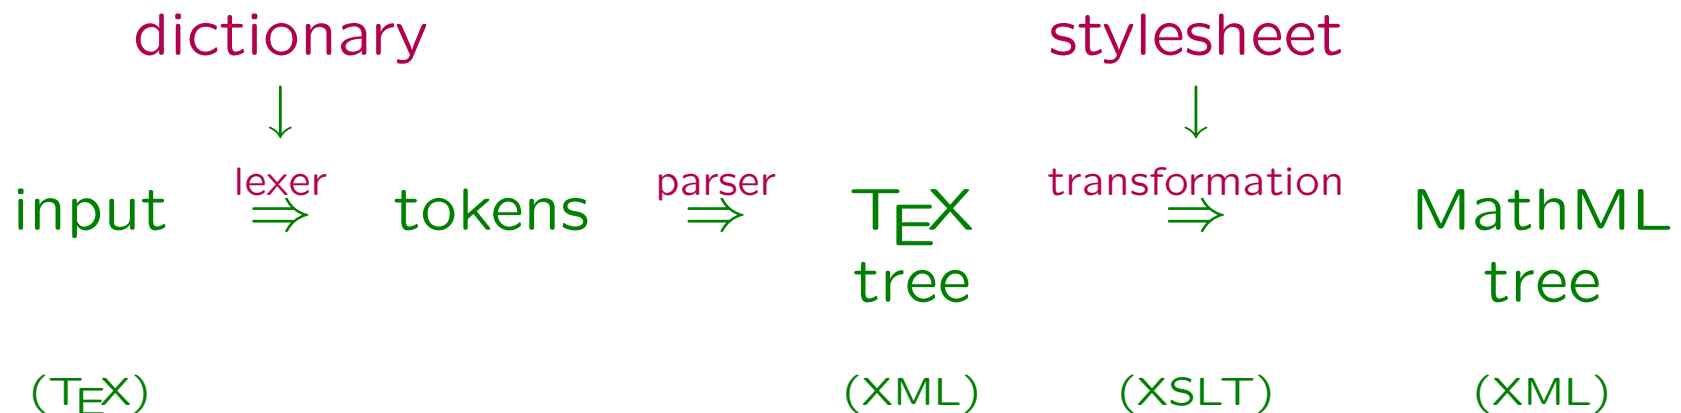 dictionary stylesheet
↓ ↓
lexer parser transformation
input ⇒ tokens ⇒ TEX ⇒ MathML
tree tree
(TEX) (XML) (XSLT) (XML)